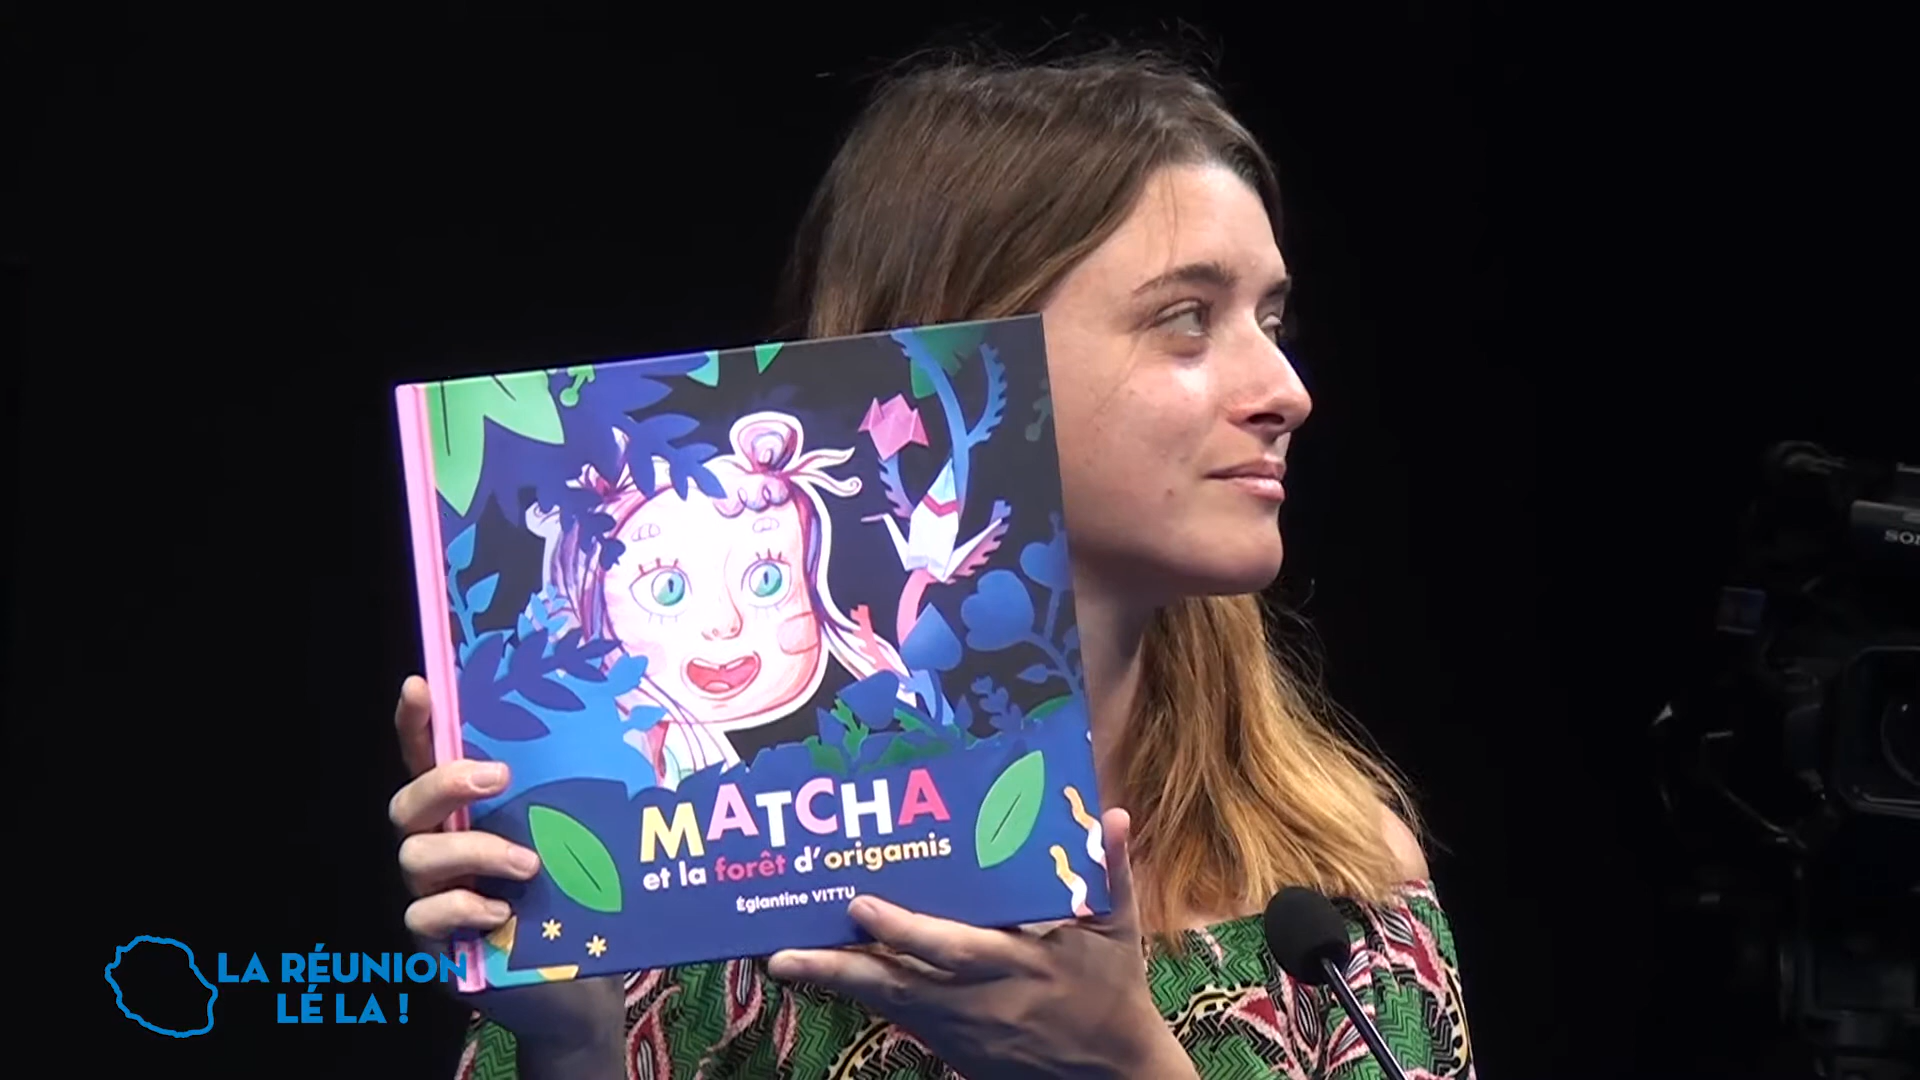 MATCHA
et la forêt d'origamis
Églantine VITTU
LA RÉUNION
LÉ LA !